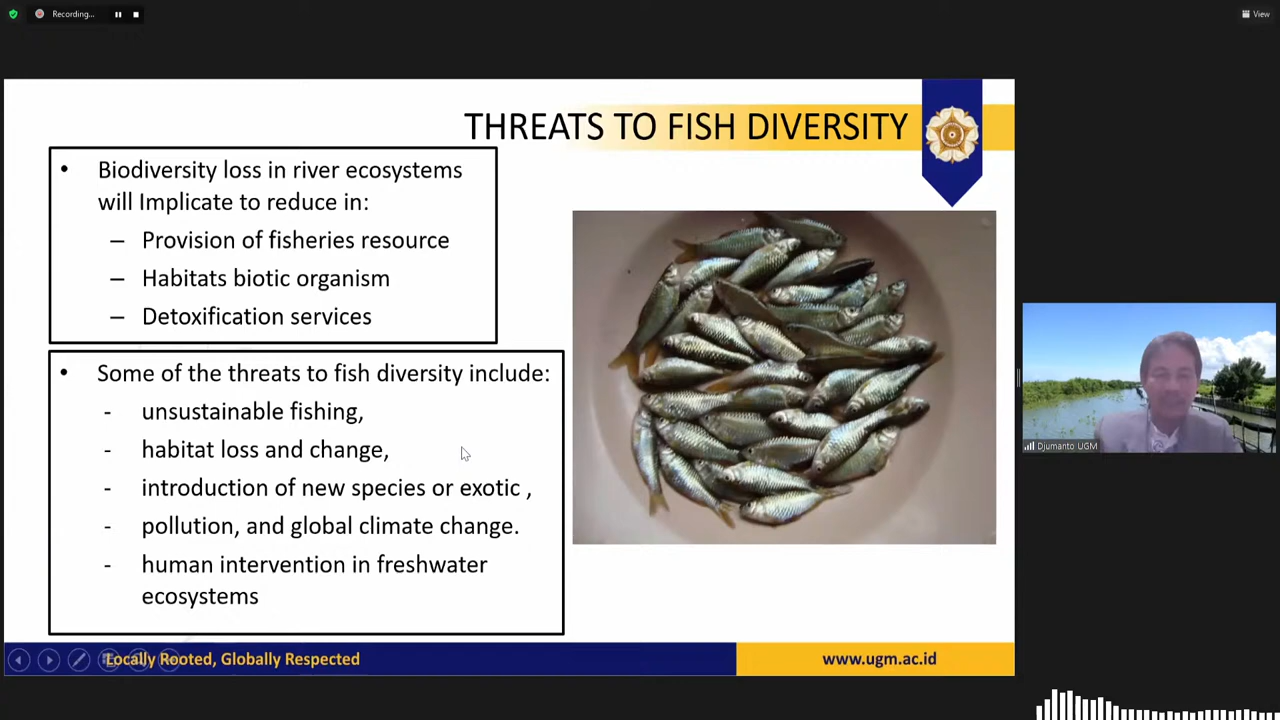 Recording...
View
THREATS TO FISH DIVERSITY
• Biodiversity loss in river ecosystems
will Implicate to reduce in:
– Provision of fisheries resource
– Habitats biotic organism
– Detoxification services
• Some of the threats to fish diversity include:
- unsustainable fishing,
- habitat loss and change,
- introduction of new species or exotic ,
- pollution, and global climate change.
- human intervention in freshwater
ecosystems
Djumanto UGM
Locally Rooted, Globally Respected
www.ugm.ac.id